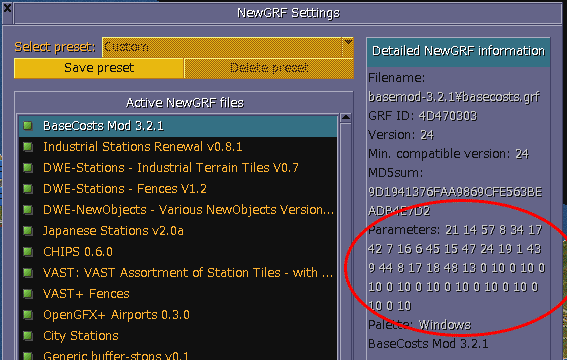 NewGRF Settings
Select preset: Custom
Save preset
Delete preset
Active NewGRF files
BaseCosts Mod 3.2.1
Industrial Stations Renewal v0.8.1
DWE-Stations - Industrial Terrain Tiles V0.7
DWE-Stations - Fences V1.2
DWE-NewObjects - Various NewObjects Version...
Japanese Stations v2.0a
CHIPS 0.6.0
VAST: VAST Assortment of Station Tiles - with ...
VAST+ Fences
OpenGFX+ Airports 0.3.0
City Stations
Generic buffer-stops v0.1
Detailed NewGRF information
Filename:
basemod-3.2.1¥basecosts.grf
GRF ID: 4D470303
Version: 24
Min. compatible version: 24
MD5sum:
9D1941376FAA9869CFE563BE
ADB4E7D2
Parameters: 21 14 57 8 34 17
42 7 16 6 45 15 47 24 19 1 43
9 44 8 17 18 48 13 0 10 0 10 0
10 0 10 0 10 0 10 0 10 0 10 0
10 0 10
Palette: Windows
BaseCosts Mod 3.2.1